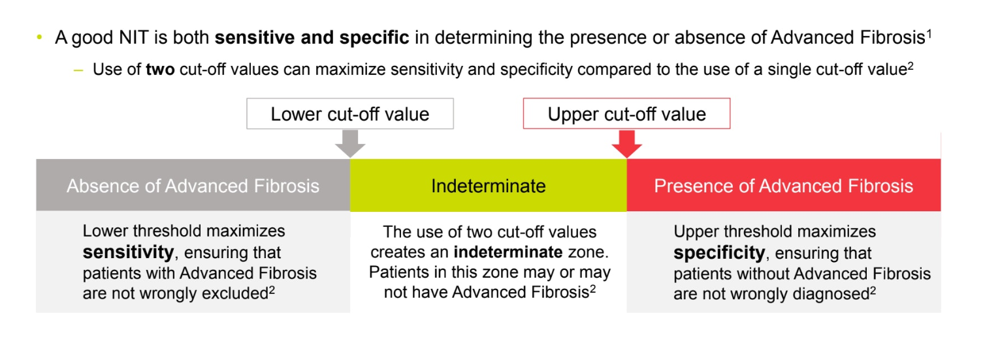 • A good NIT is both sensitive and specific in determining the presence or absence of Advanced Fibrosis¹
– Use of two cut-off values can maximize sensitivity and specificity compared to the use of a single cut-off value²
Lower cut-off value
Upper cut-off value
Absence of Advanced Fibrosis
Indeterminate
Presence of Advanced Fibrosis
Lower threshold maximizes
sensitivity, ensuring that
patients with Advanced Fibrosis
are not wrongly excluded²
The use of two cut-off values
creates an indeterminate zone.
Patients in this zone may or may
not have Advanced Fibrosis²
Upper threshold maximizes
specificity, ensuring that
patients without Advanced Fibrosis
are not wrongly diagnosed²